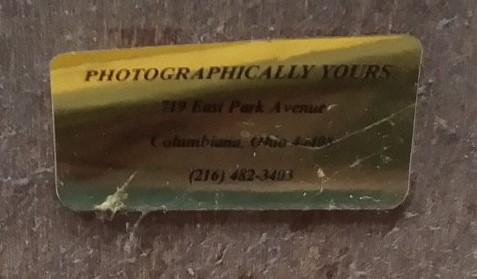 PHOTOGRAPHICALLY YOURS
719 East Park Avenue
Columbiana, Ohio
(216) 482-3403